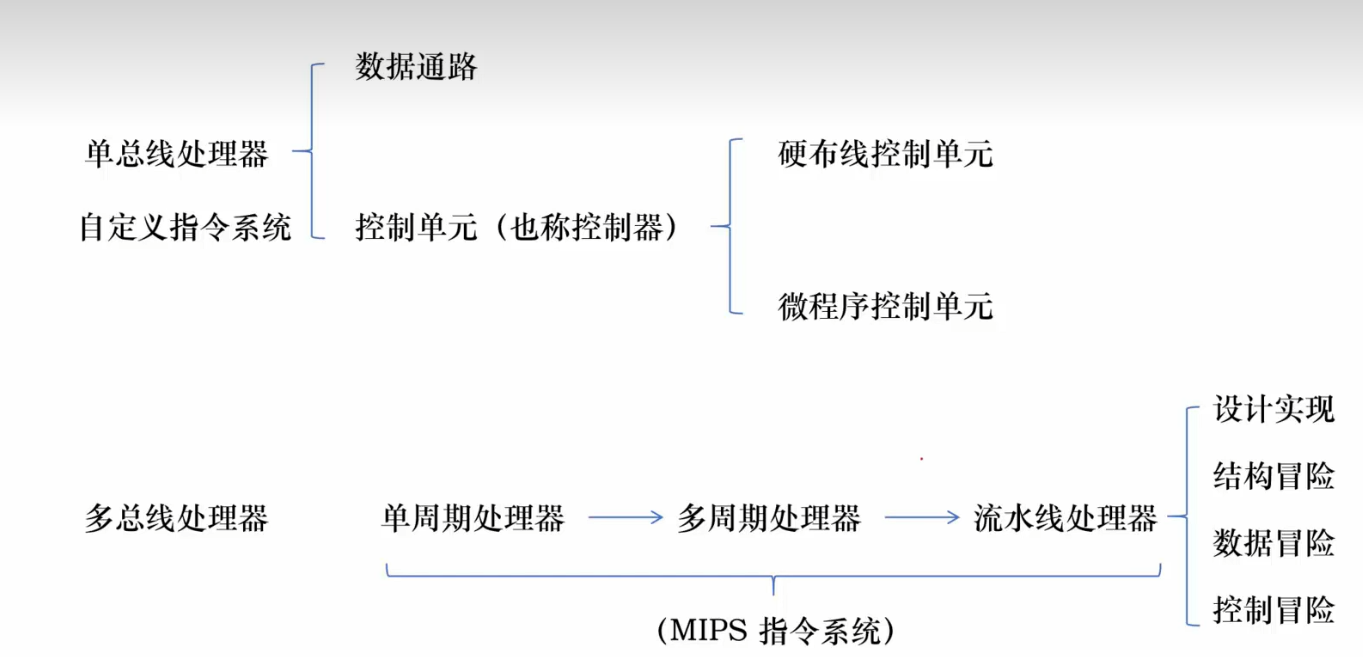 数据通路
单总线处理器
硬布线控制单元
自定义指令系统
控制单元（也称控制器）
微程序控制单元
设计实现
结构冒险
多总线处理器
单周期处理器
多周期处理器
流水线处理器
数据冒险
控制冒险
（MIPS 指令系统）